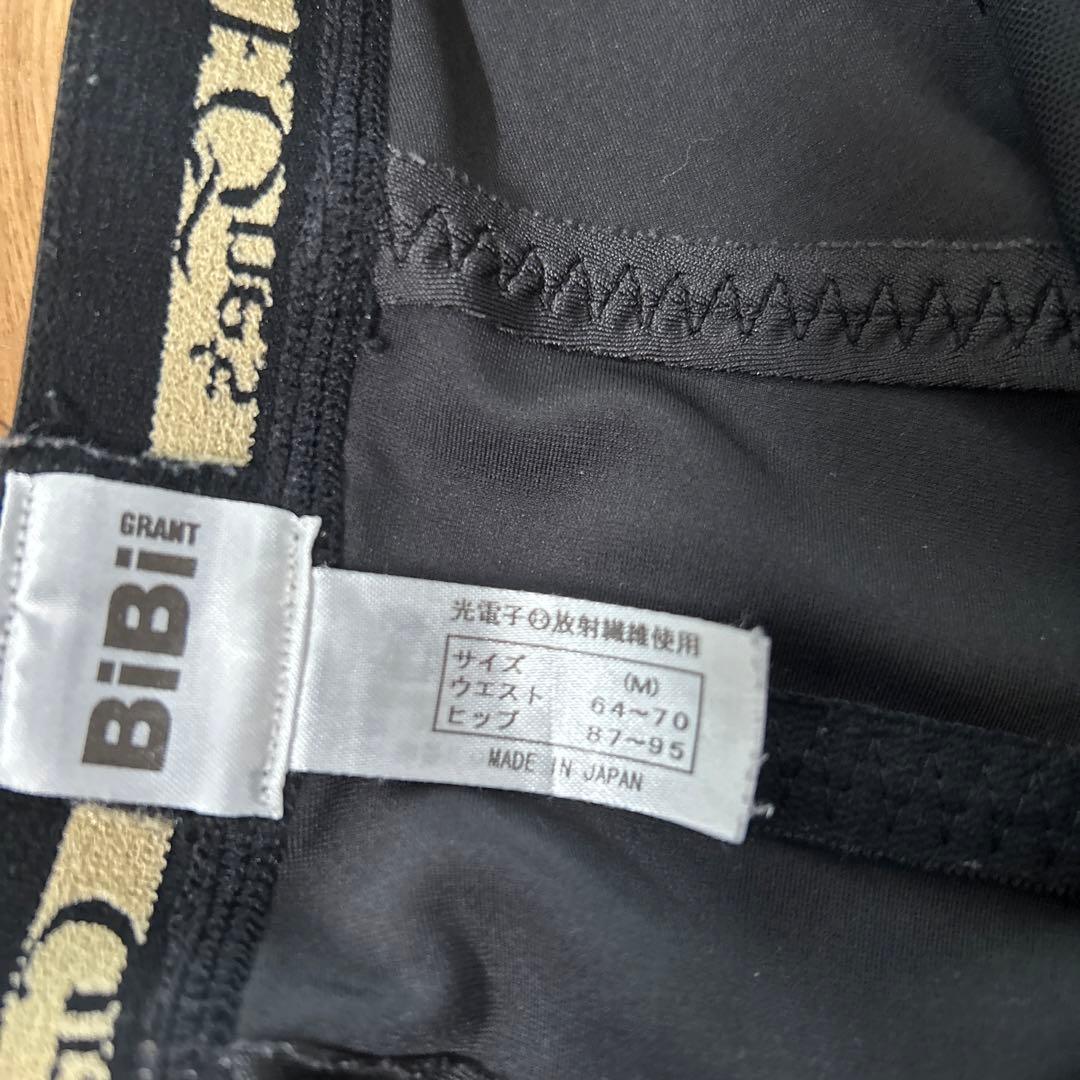 GRANT
BiBi
光電子⊙放射繊維使用
サイズ (M)
ウエスト 64〜70
ヒップ 87〜95
MADE IN JAPAN